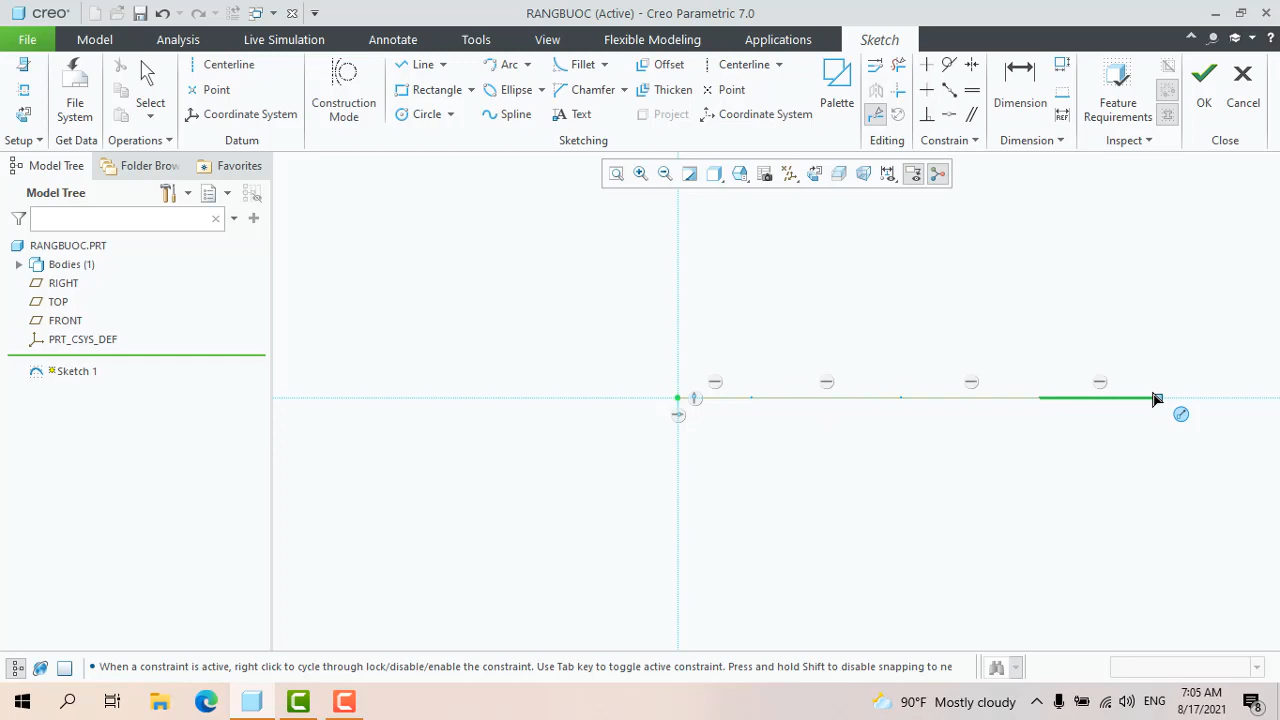 creo RANGBUOC (Active) - Creo Parametric 7.0
File Model Analysis Live Simulation Annotate Tools View Flexible Modeling Applications Sketch
Centerline Line Arc Fillet Offset Centerline
Point Rectangle Ellipse Chamfer Thicken Point
File System Select Coordinate System Construction Mode Circle Spline Text Project Coordinate System Palette Dimension Feature Requirements OK Cancel
Setup Get Data Operations Datum Sketching Editing Constrain Dimension Inspect Close
Model Tree Folder Brow Favorites
Model Tree
RANGBUOC.PRT
Bodies (1)
RIGHT
TOP
FRONT
PRT_CSYS_DEF
Sketch 1
• When a constraint is active, right click to cycle through lock/disable/enable the constraint. Use Tab key to toggle active constraint. Press and hold Shift to disable snapping to ne
90°F Mostly cloudy ENG 7:05 AM
8/17/2021 8